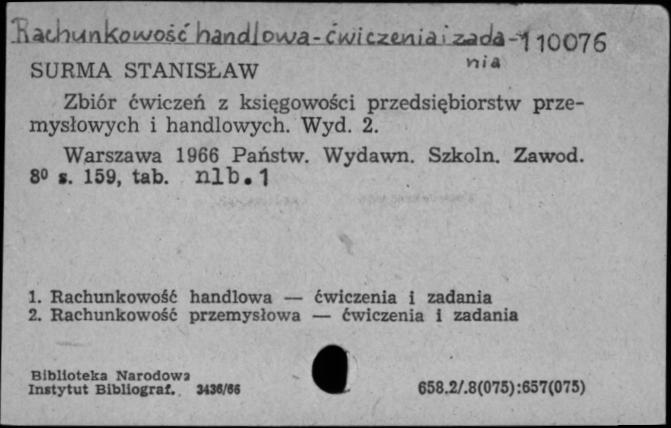 Rachunkowość handlowa - ćwiczenia i zada- 110076
nia
SURMA STANISŁAW
Zbiór ćwiczeń z księgowości przedsiębiorstw prze-
mysłowych i handlowych. Wyd. 2.
Warszawa 1966 Państw. Wydawn. Szkoln. Zawod.
8⁰ s. 159, tab. nlb. 1
1. Rachunkowość handlowa — ćwiczenia i zadania
2. Rachunkowość przemysłowa — ćwiczenia i zadania
Biblioteka Narodowa
Instytut Bibliograf. 3436/66 658.2/.8(075):657(075)